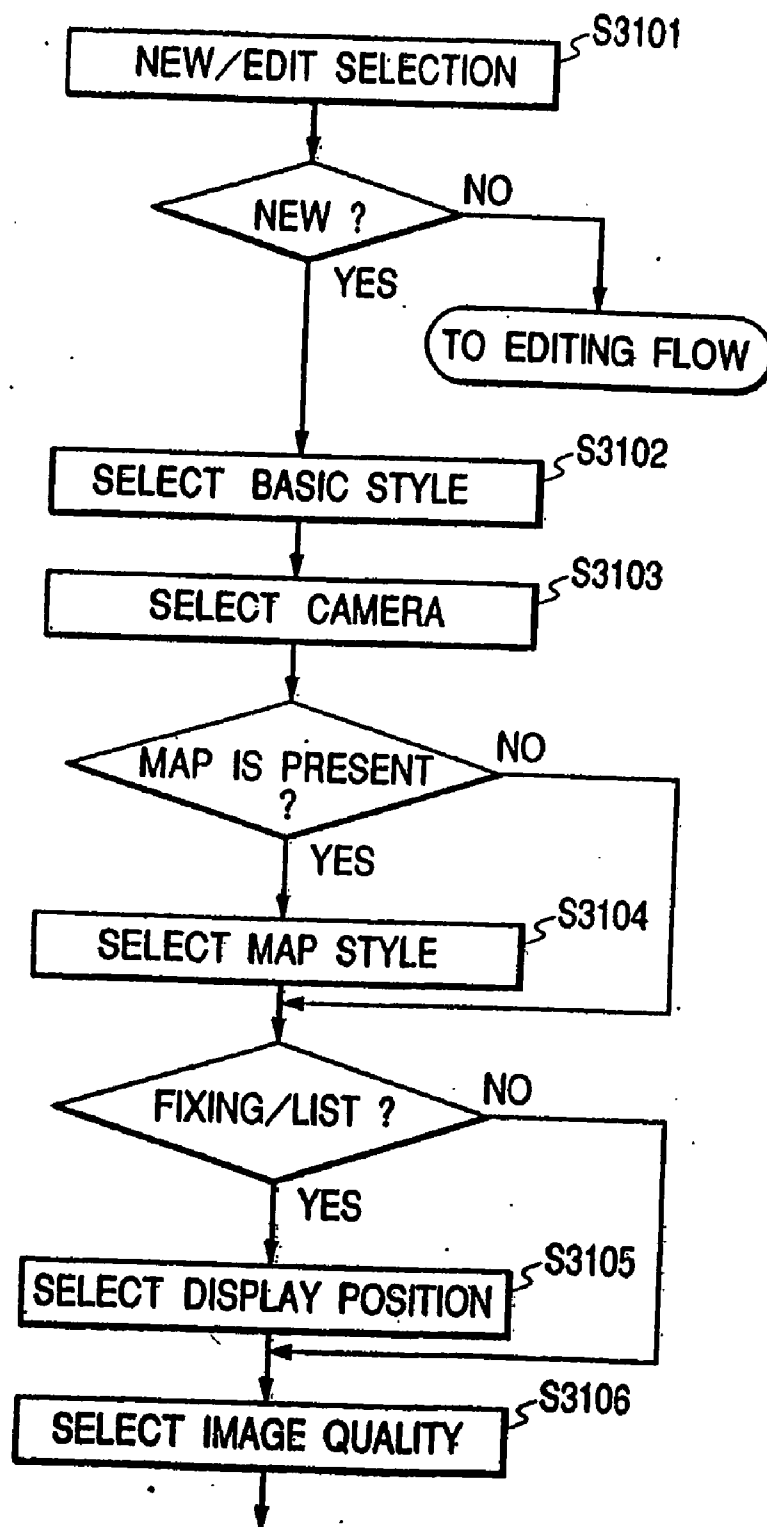 S3101
NEW/EDIT SELECTION
NEW ?
NO
YES
TO EDITING FLOW
S3102
SELECT BASIC STYLE
S3103
SELECT CAMERA
MAP IS PRESENT
?
NO
YES
S3104
SELECT MAP STYLE
FIXING/LIST ?
NO
YES
S3105
SELECT DISPLAY POSITION
S3106
SELECT IMAGE QUALITY